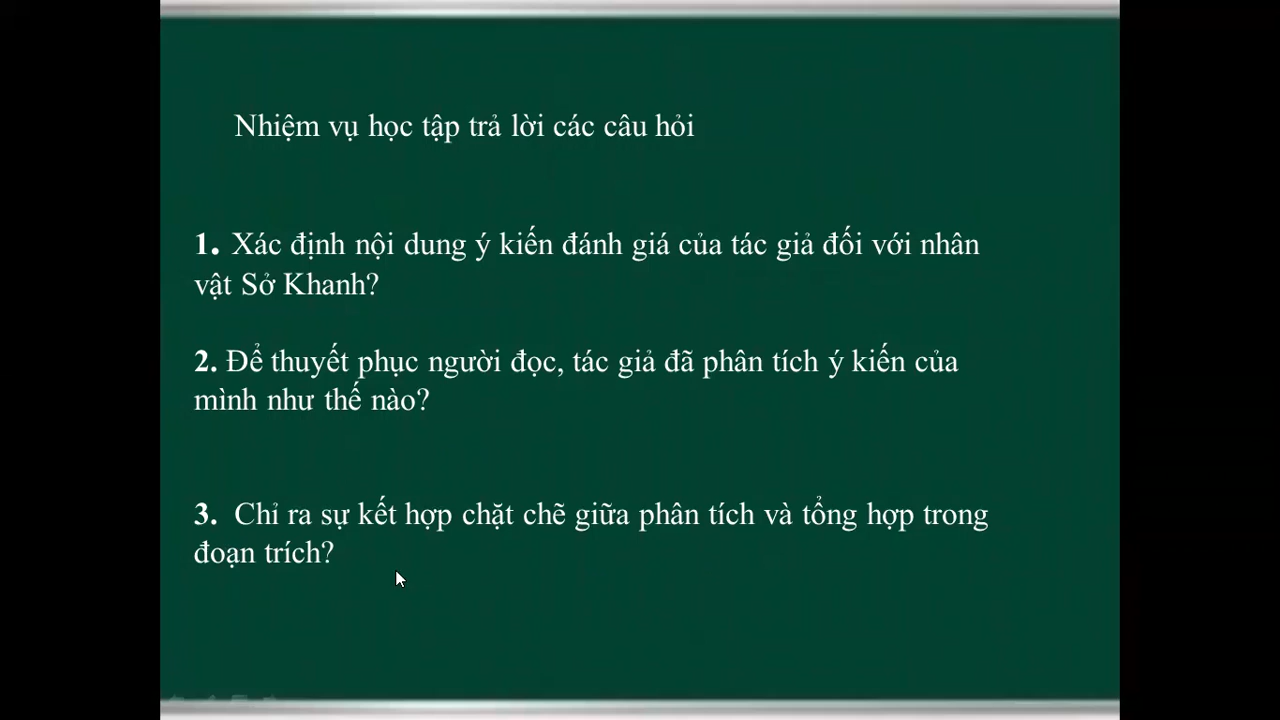 Nhiệm vụ học tập trả lời các câu hỏi
1. Xác định nội dung ý kiến đánh giá của tác giả đối với nhân
vật Sở Khanh?
2. Để thuyết phục người đọc, tác giả đã phân tích ý kiến của
mình như thế nào?
3. Chỉ ra sự kết hợp chặt chẽ giữa phân tích và tổng hợp trong
đoạn trích?